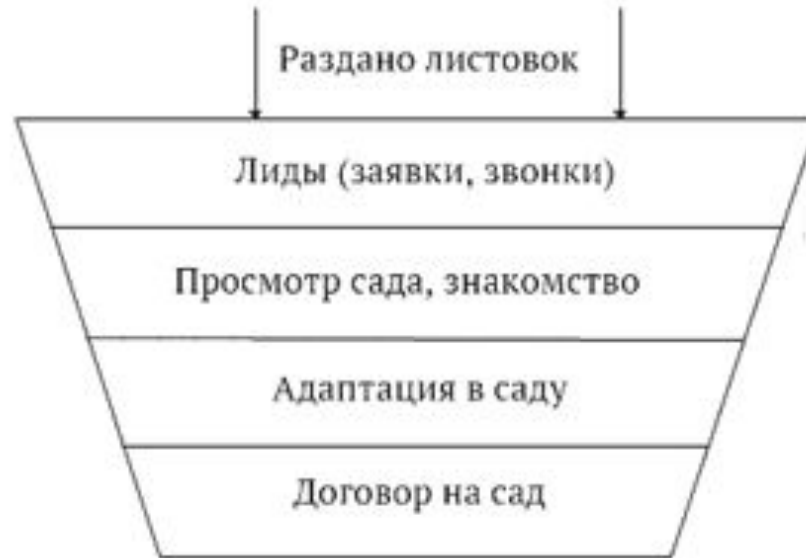 Раздано листовок
Лиды (заявки, звонки)
Просмотр сада, знакомство
Адаптация в саду
Договор на сад